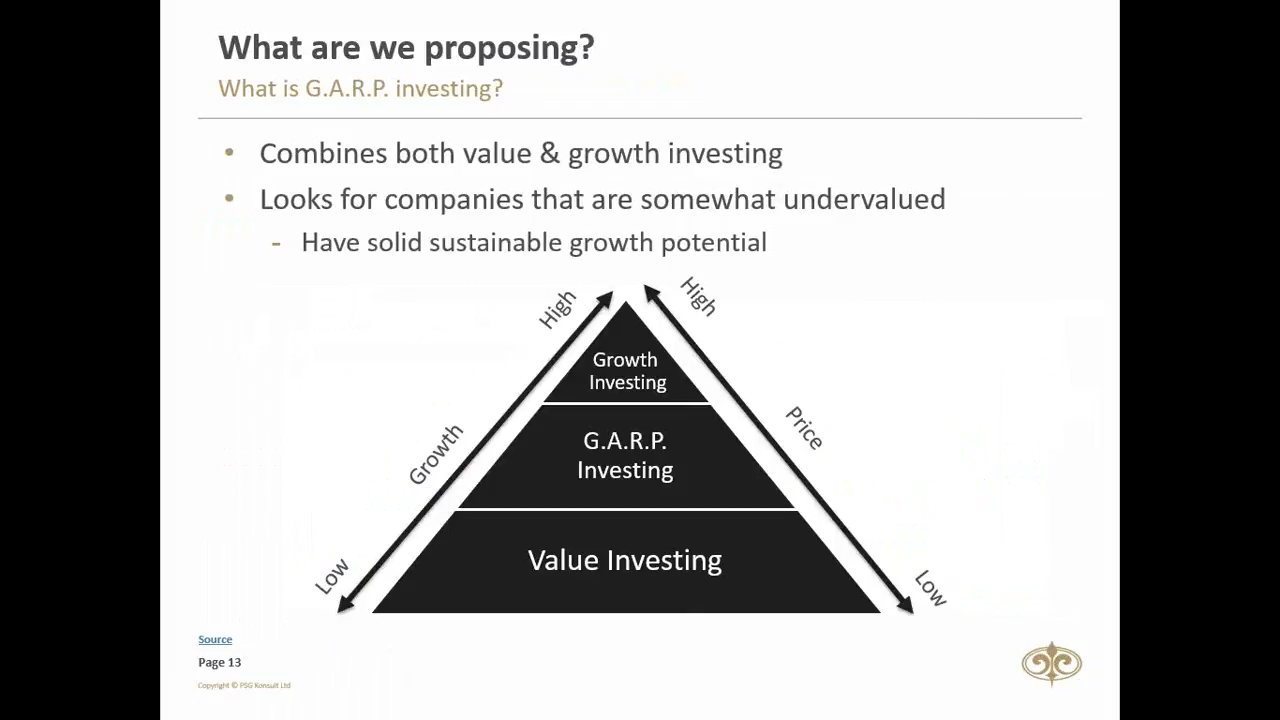 What are we proposing?
What is G.A.R.P. investing?
• Combines both value & growth investing
• Looks for companies that are somewhat undervalued
- Have solid sustainable growth potential
High
High
Growth
Investing
Growth
Price
G.A.R.P.
Investing
Value Investing
Low
Low
Source
Page 13
Copyright © PSG Konsult Ltd